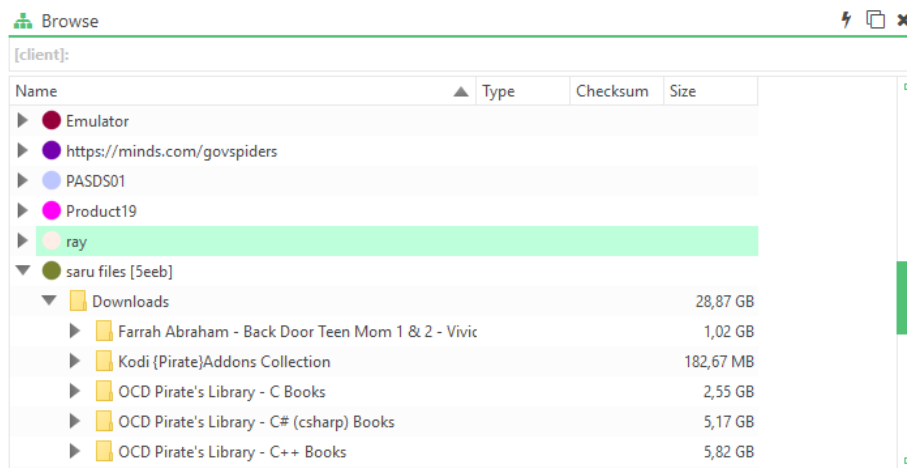 Browse
[client]:
Name Type Checksum Size
Emulator
https://minds.com/govspiders
PASDS01
Product19
ray
saru files [5eeb]
Downloads 28,87 GB
Farrah Abraham - Back Door Teen Mom 1 & 2 - Vivic 1,02 GB
Kodi {Pirate}Addons Collection 182,67 MB
OCD Pirate's Library - C Books 2,55 GB
OCD Pirate's Library - C# (csharp) Books 5,17 GB
OCD Pirate's Library - C++ Books 5,82 GB